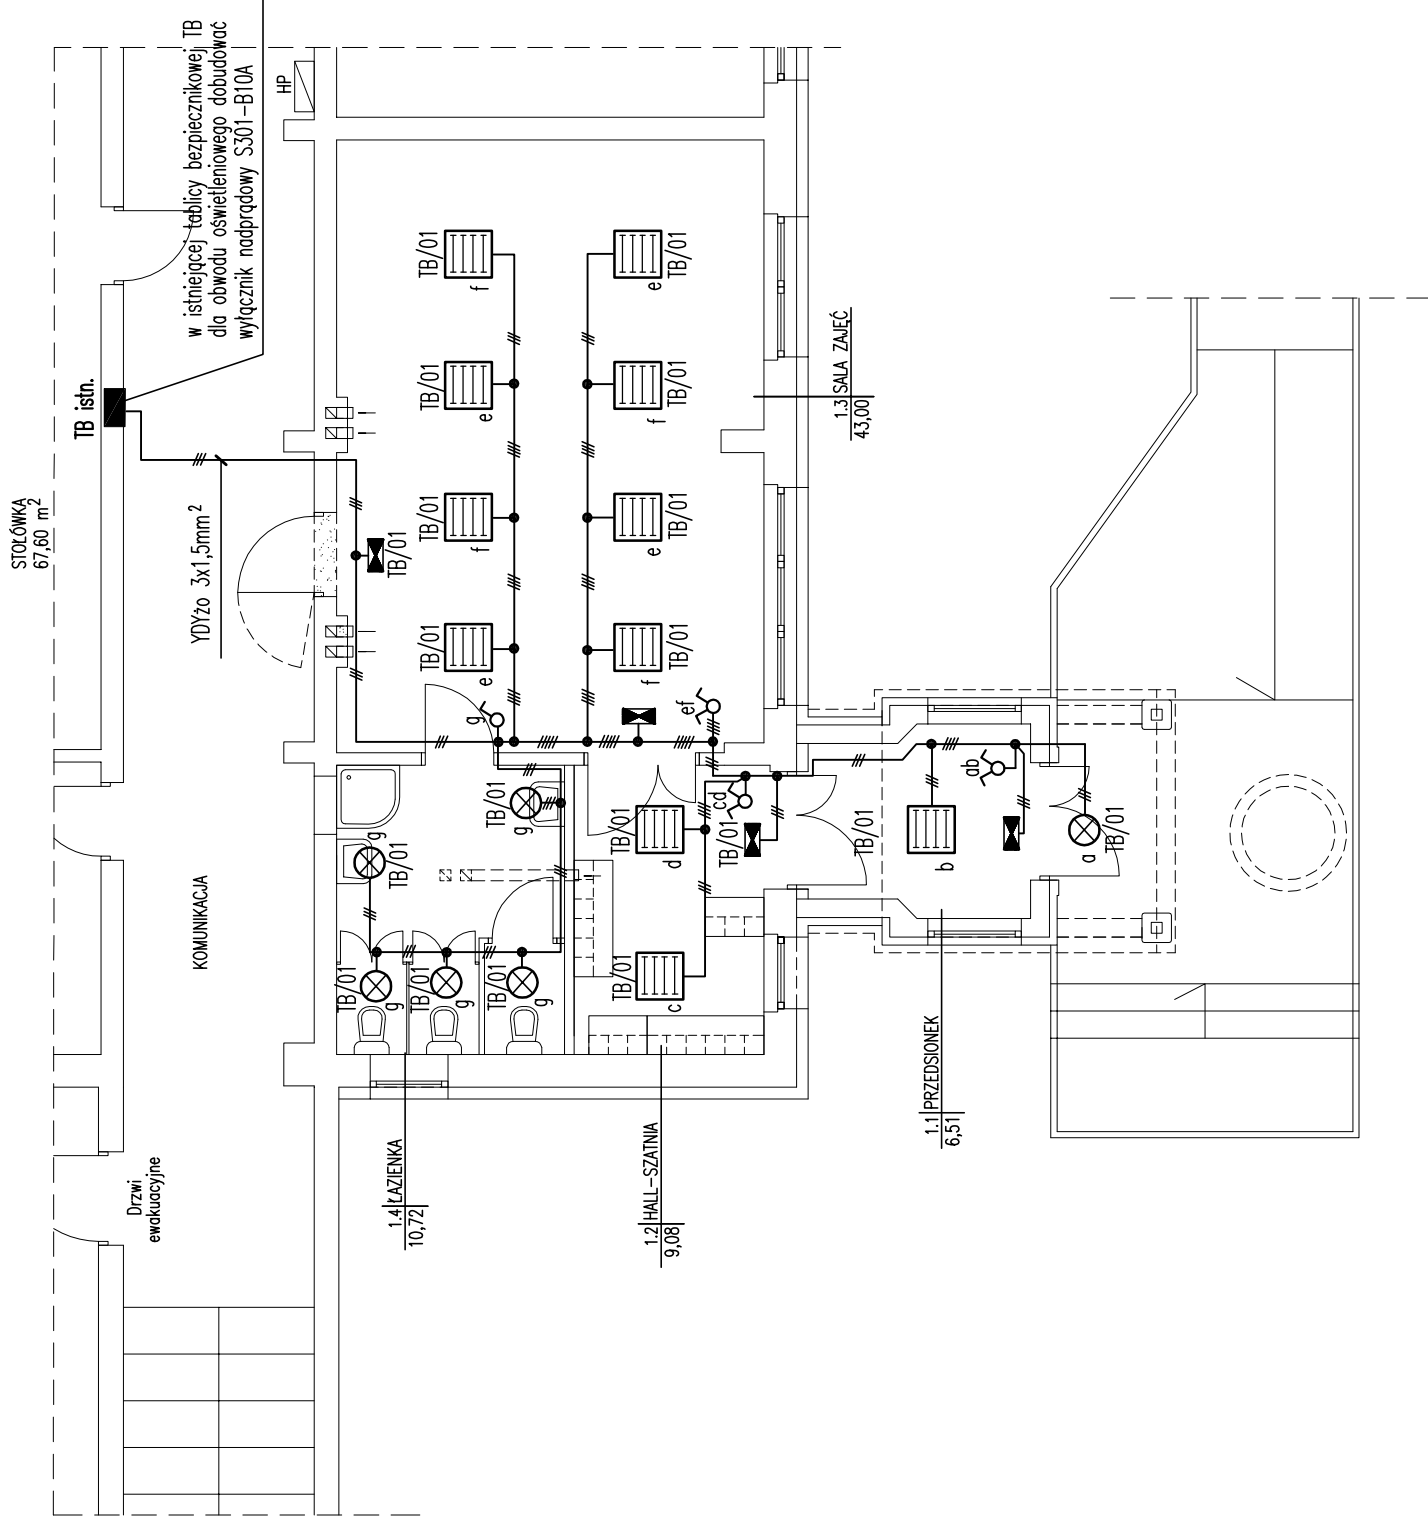 STOŁÓWKA
67,60 m²
TB istn.
w istniejącej tablicy bezpiecznikowej TB
dla obwodu oświetleniowego dobudować
wyłącznik nadprądowy S301-B10A
HP
YDYżo 3x1,5mm²
KOMUNIKACJA
Drzwi
ewakuacyjne
TB/01
TB/01
f
TB/01
e
TB/01
f
TB/01
e
TB/01
e
TB/01
f
TB/01
e
TB/01
f
1.3 SALA ZAJĘĆ
43,00
g
ef
TB/01
g
TB/01
g
TB/01
g
TB/01
g
TB/01
g
1.4 ŁAZIENKA
10,72
TB/01
d
TB/01
c
cd
TB/01
1.2 HALL-SZATNIA
9,08
TB/01
b
ab
TB/01
a
1.1 PRZEDSIONEK
6,51